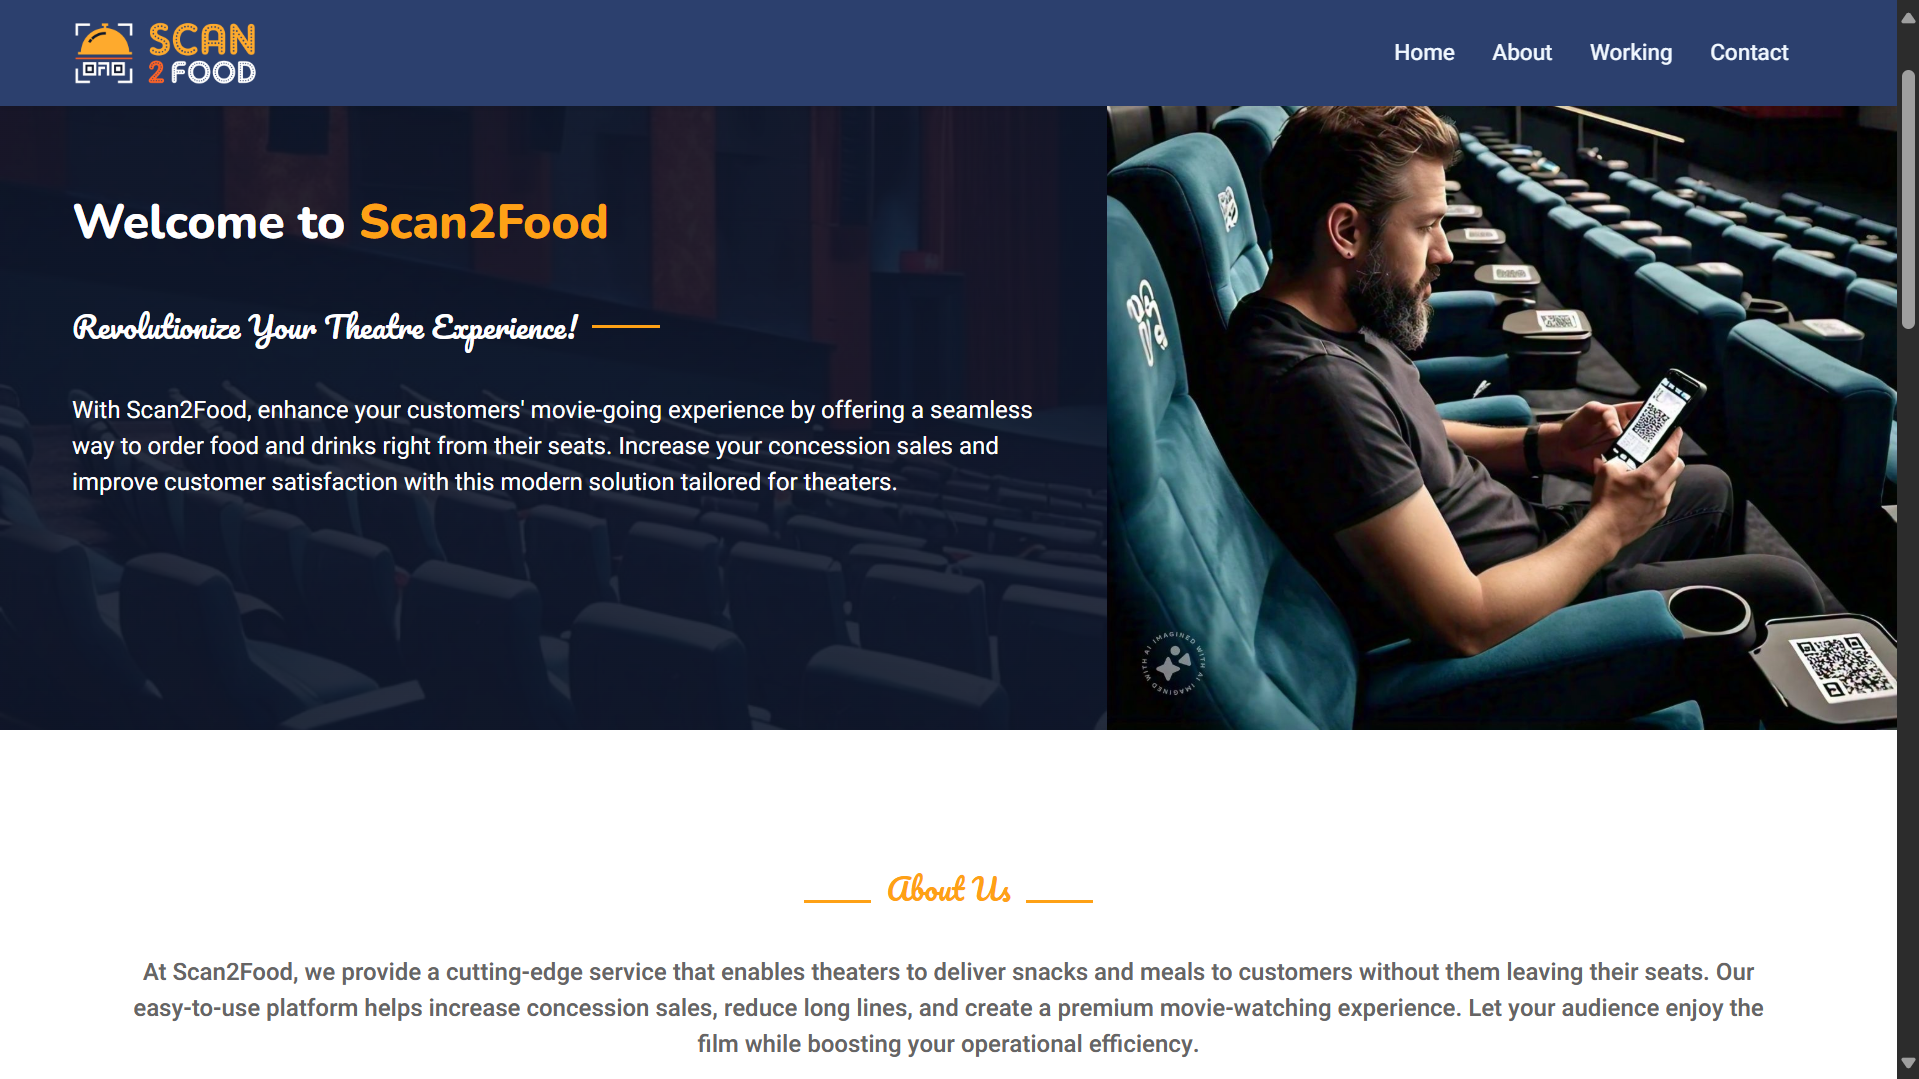 SCAN
2 FOOD
Home About Working Contact
Welcome to Scan2Food
Revolutionize Your Theatre Experience!
With Scan2Food, enhance your customers' movie-going experience by offering a seamless
way to order food and drinks right from their seats. Increase your concession sales and
improve customer satisfaction with this modern solution tailored for theaters.
IMAGINED WITH AI IMAGINED WITH AI
About Us
At Scan2Food, we provide a cutting-edge service that enables theaters to deliver snacks and meals to customers without them leaving their seats. Our
easy-to-use platform helps increase concession sales, reduce long lines, and create a premium movie-watching experience. Let your audience enjoy the
film while boosting your operational efficiency.